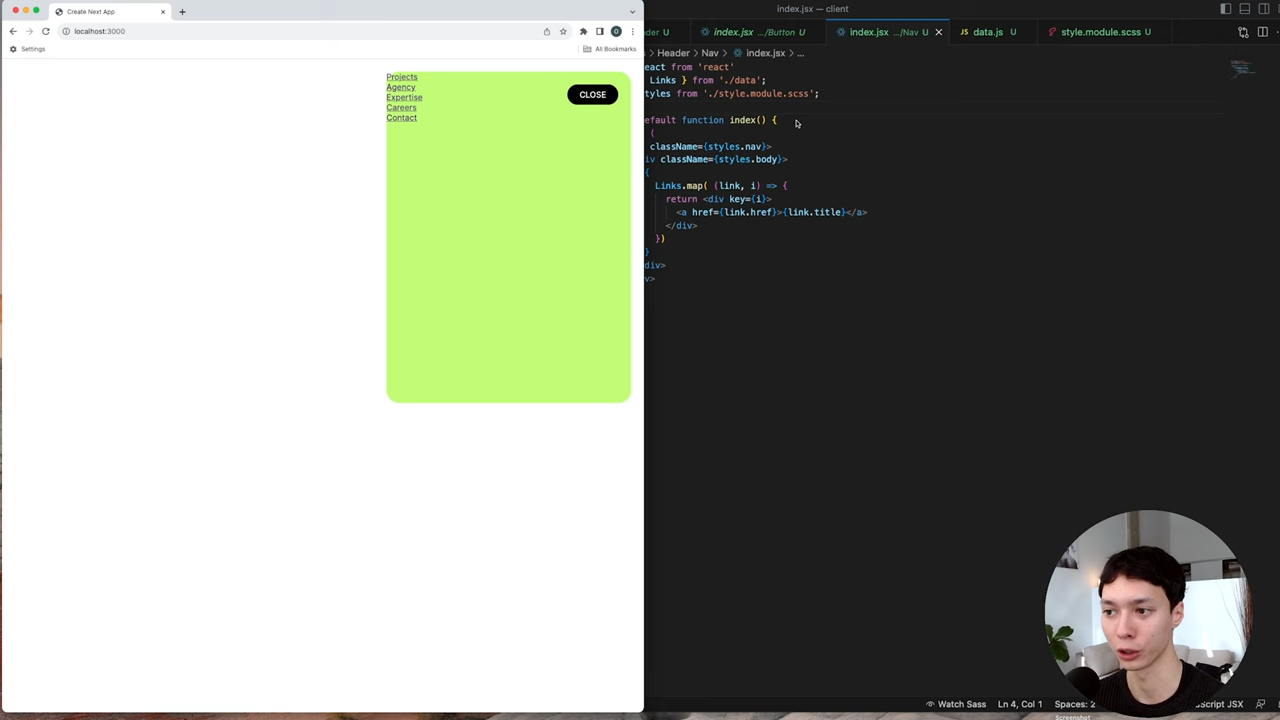 Create Next App
localhost:3000
Settings
All Bookmarks
Projects
Agency
Expertise
Careers
Contact
CLOSE
index.jsx — client
der U
index.jsx .../Button U
index.jsx .../Nav U
data.js U
style.module.scss U
Header > Nav > index.jsx > ...
eact from 'react'
Links } from './data';
tyles from './style.module.scss';
efault function index() {
(
className={styles.nav}>
iv className={styles.body}>
{
Links.map( (link, i) => {
return <div key={i}>
<a href={link.href}>{link.title}</a>
</div>
})
}
div>
v>
Watch Sass
Ln 4, Col 1
Spaces: 2
Script JSX
Screenshot